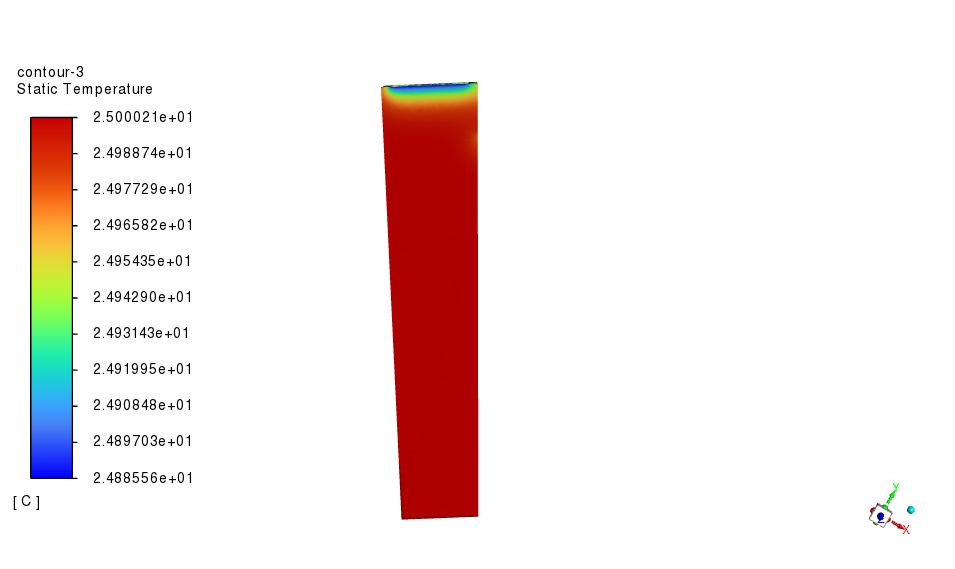 contour-3
Static Temperature
2.500021e+01
2.498874e+01
2.497729e+01
2.496582e+01
2.495435e+01
2.494290e+01
2.493143e+01
2.491995e+01
2.490848e+01
2.489703e+01
2.488556e+01
[ C ]
Y
Z
X